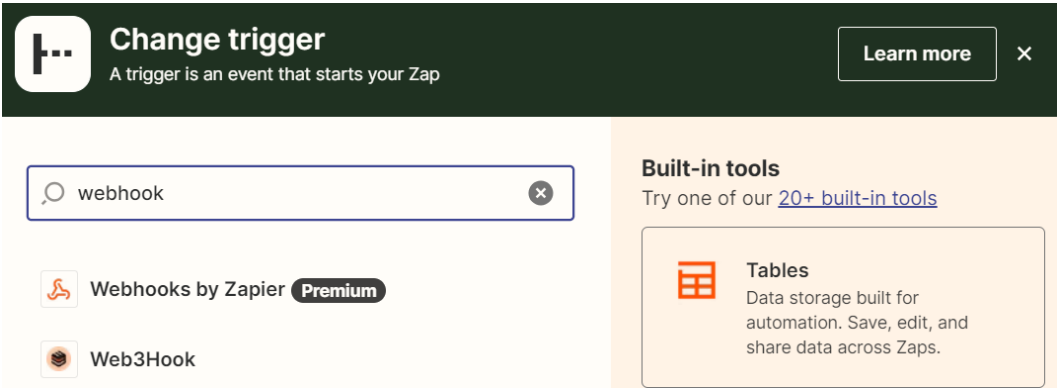 Change trigger
A trigger is an event that starts your Zap
Learn more
webhook
Webhooks by Zapier Premium
Web3Hook
Built-in tools
Try one of our 20+ built-in tools
Tables
Data storage built for
automation. Save, edit, and
share data across Zaps.